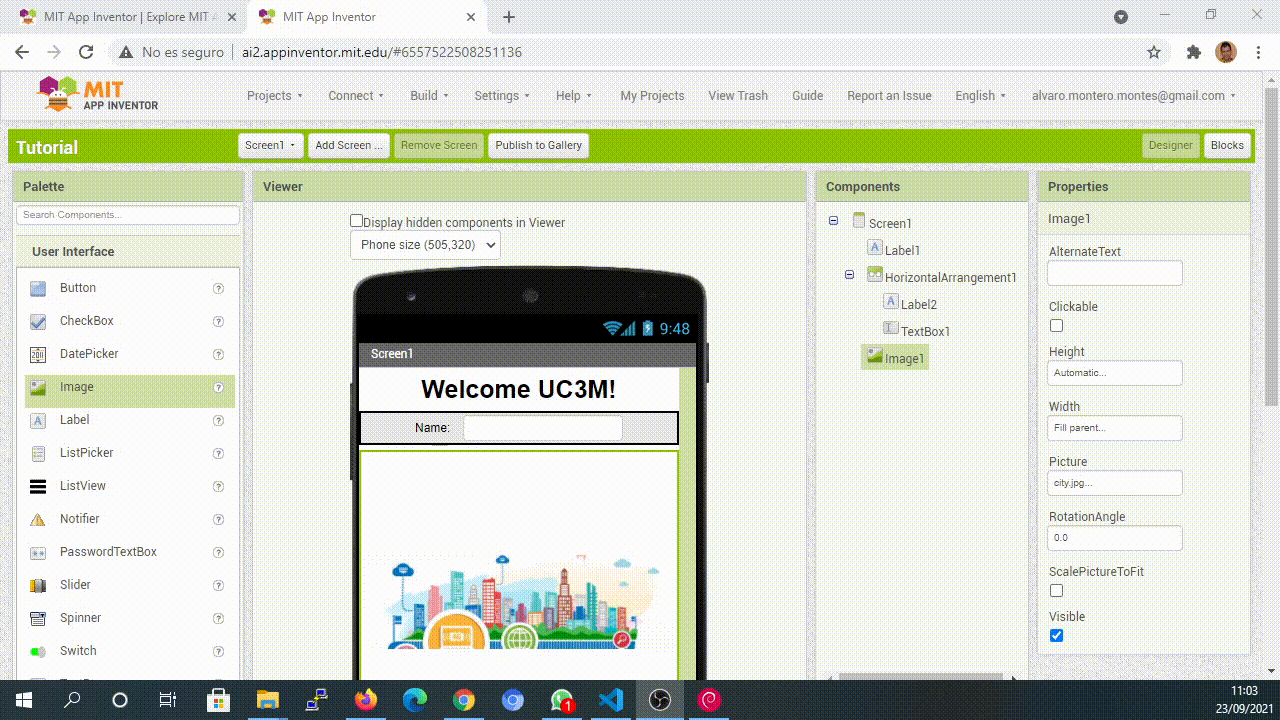 MIT App Inventor | Explore MIT A
MIT App Inventor
No es seguro | ai2.appinventor.mit.edu/#6557522508251136
MIT
APP INVENTOR
Projects Connect Build Settings Help My Projects View Trash Guide Report an Issue English alvaro.montero.montes@gmail.com
Tutorial
Screen1 Add Screen ... Remove Screen Publish to Gallery Designer Blocks
Palette
Search Components...
User Interface
Button
CheckBox
DatePicker
Image
Label
ListPicker
ListView
Notifier
PasswordTextBox
Slider
Spinner
Switch
Viewer
Display hidden components in Viewer
Phone size (505,320)
9:48
Screen1
Welcome UC3M!
Name:
Components
Screen1
Label1
HorizontalArrangement1
Label2
TextBox1
Image1
Properties
Image1
AlternateText
Clickable
Height
Automatic...
Width
Fill parent...
Picture
city.jpg...
RotationAngle
0.0
ScalePictureToFit
Visible
1
11:03
23/09/2021